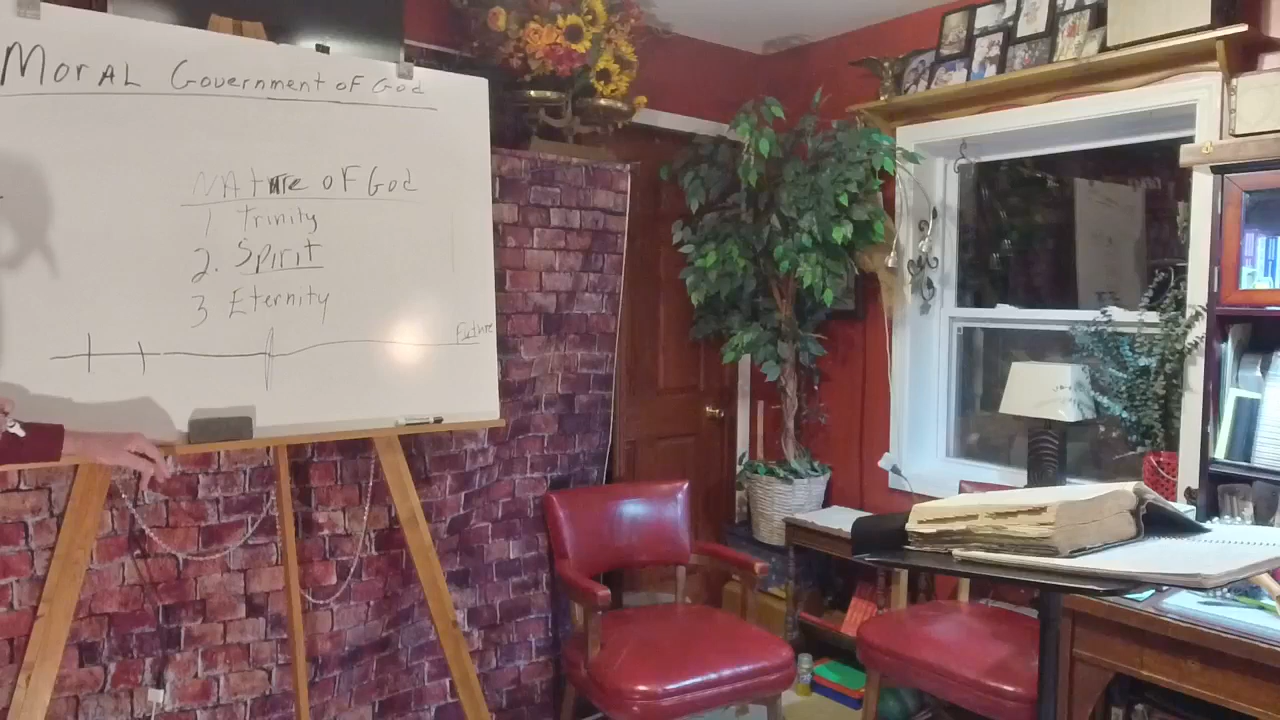 Moral Government of God
Nature of God
1 Trinity
2. Spirit
3 Eternity
Future